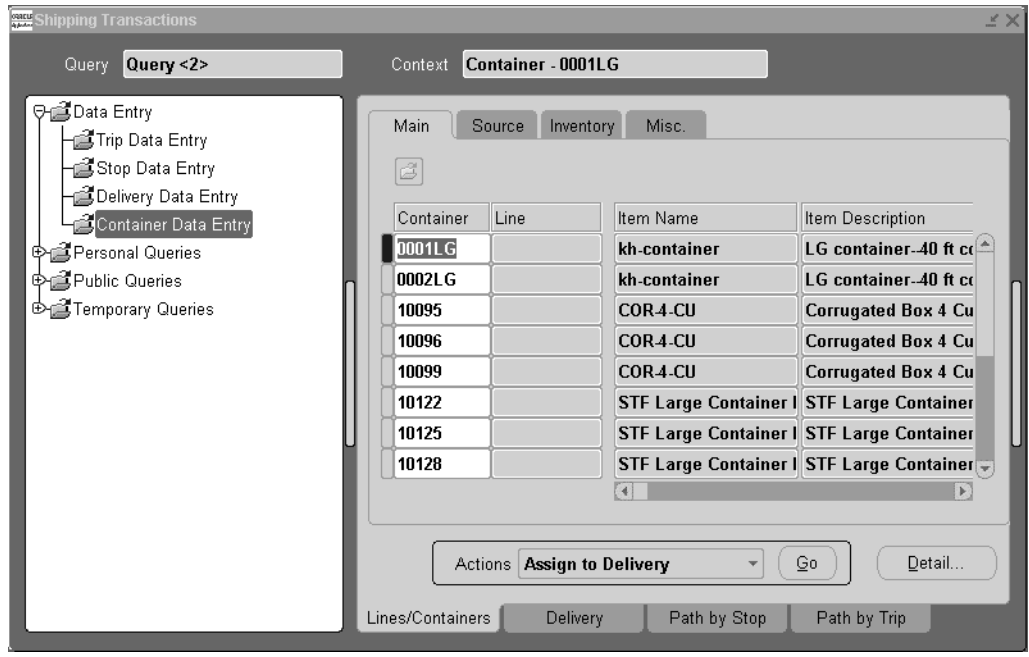 ORACLE
Applications
Shipping Transactions
Query Query <2>
Context Container - 0001LG
Data Entry
Trip Data Entry
Stop Data Entry
Delivery Data Entry
Container Data Entry
Personal Queries
Public Queries
Temporary Queries
Main Source Inventory Misc.
Container Line Item Name Item Description
0001LG kh-container LG container--40 ft co
0002LG kh-container LG container--40 ft co
10095 COR-4-CU Corrugated Box 4 Cu
10096 COR-4-CU Corrugated Box 4 Cu
10099 COR-4-CU Corrugated Box 4 Cu
10122 STF Large Container I STF Large Container
10125 STF Large Container I STF Large Container
10128 STF Large Container I STF Large Container
Actions Assign to Delivery Go Detail...
Lines/Containers Delivery Path by Stop Path by Trip